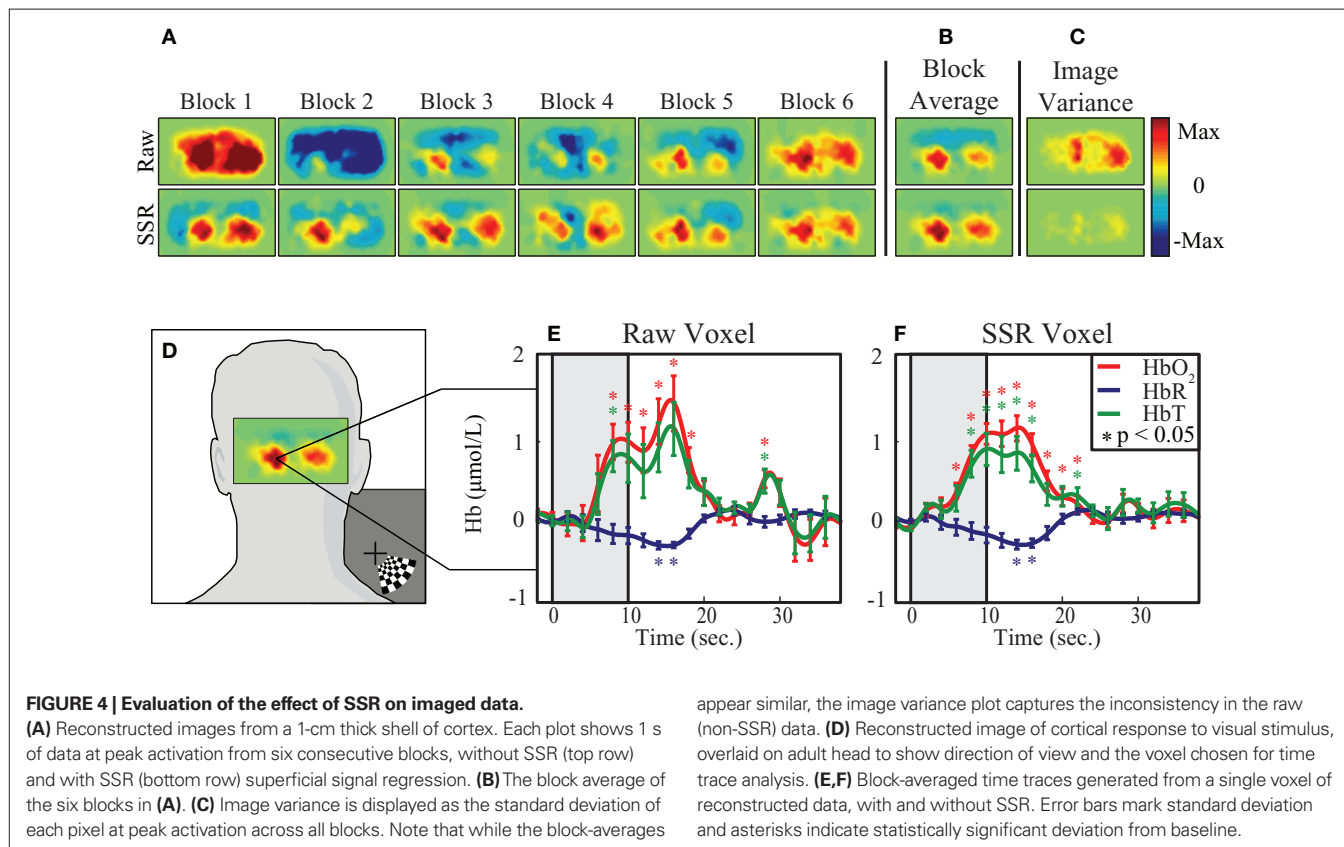 A
B
C
Block 1 Block 2 Block 3 Block 4 Block 5 Block 6
Block
Average
Image
Variance
Raw
SSR
Max
0
-Max
D
E Raw Voxel
2
1
0
-1
Hb (μmol/L)
0 10 20 30
Time (sec.)
* * * * * * *
* *
* *
F SSR Voxel
2
1
0
-1
0 10 20 30
Time (sec.)
* * * * * * * * *
* * * * * *
* *
HbO2
HbR
HbT
* p < 0.05
FIGURE 4 | Evaluation of the effect of SSR on imaged data.
(A) Reconstructed images from a 1-cm thick shell of cortex. Each plot shows 1 s
of data at peak activation from six consecutive blocks, without SSR (top row)
and with SSR (bottom row) superficial signal regression. (B) The block average of
the six blocks in (A). (C) Image variance is displayed as the standard deviation of
each pixel at peak activation across all blocks. Note that while the block-averages
appear similar, the image variance plot captures the inconsistency in the raw
(non-SSR) data. (D) Reconstructed image of cortical response to visual stimulus,
overlaid on adult head to show direction of view and the voxel chosen for time
trace analysis. (E,F) Block-averaged time traces generated from a single voxel of
reconstructed data, with and without SSR. Error bars mark standard deviation
and asterisks indicate statistically significant deviation from baseline.